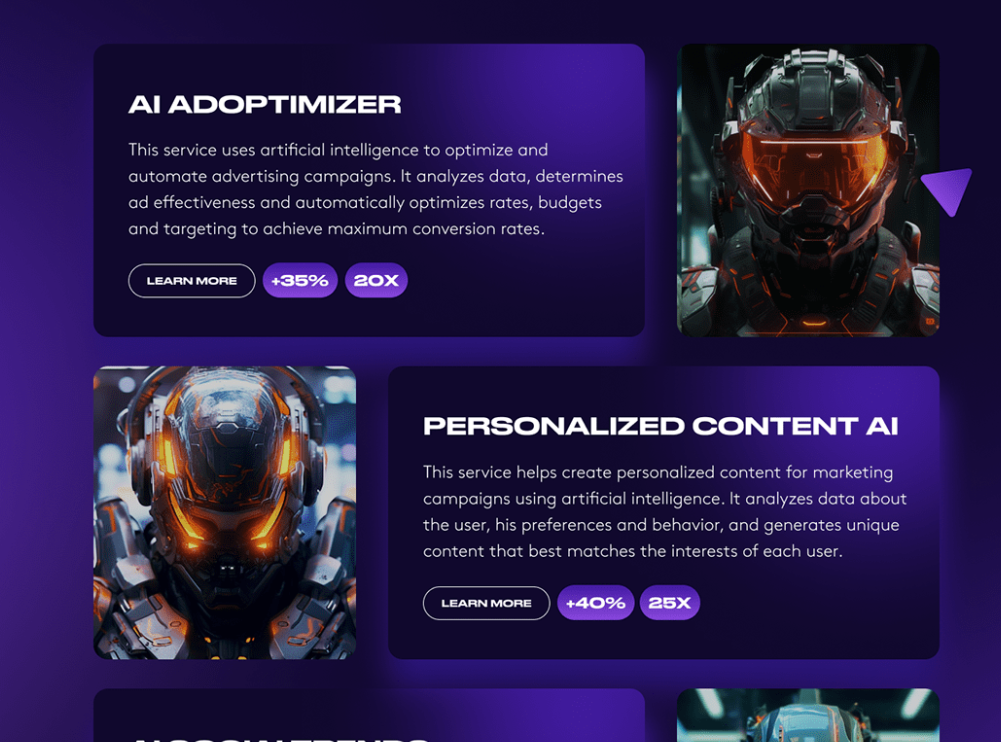 AI ADOPTIMIZER
This service uses artificial intelligence to optimize and
automate advertising campaigns. It analyzes data, determines
ad effectiveness and automatically optimizes rates, budgets
and targeting to achieve maximum conversion rates.
LEARN MORE +35% 20X
PERSONALIZED CONTENT AI
This service helps create personalized content for marketing
campaigns using artificial intelligence. It analyzes data about
the user, his preferences and behavior, and generates unique
content that best matches the interests of each user.
LEARN MORE +40% 25X